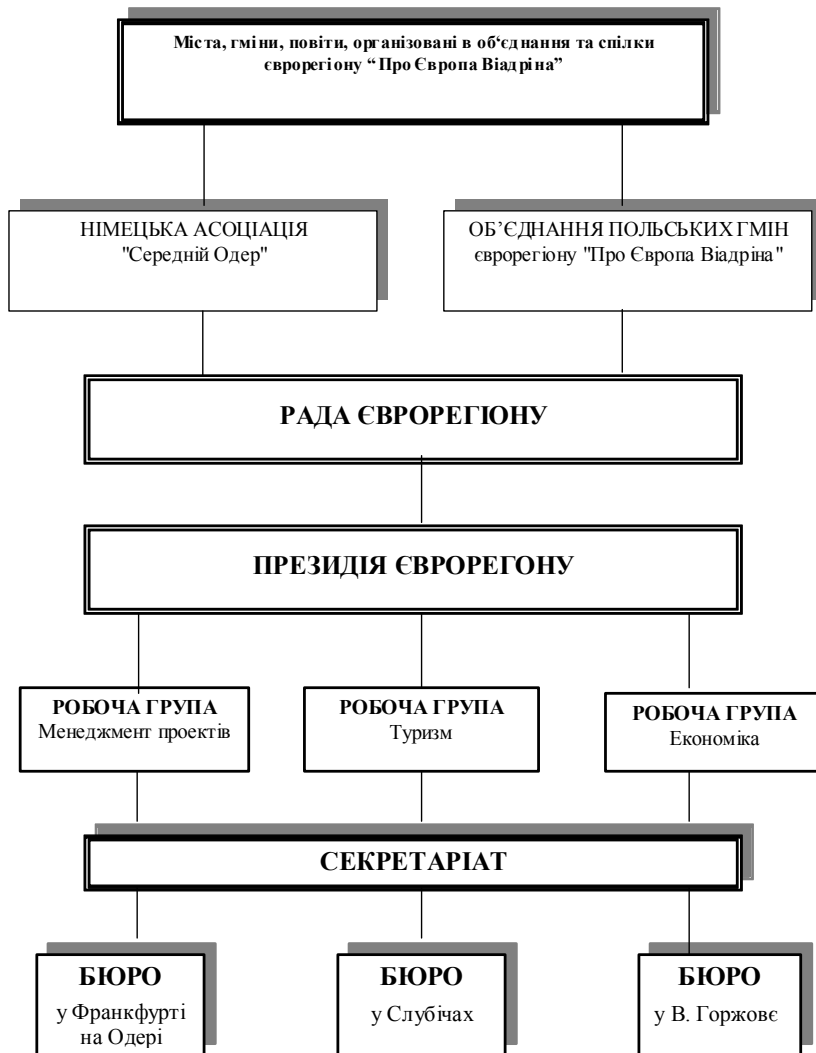 Міста, гміни, повіти, організовані в об‘єднання та спілки
єврорегіону “ Про Європа Віадріна”
НІМЕЦЬКА АСОЦІАЦІЯ
"Середній Одер"
ОБ’ЄДНАННЯ ПОЛЬСЬКИХ ГМІН
єврорегіону "Про Європа Віадріна"
РАДА ЄВРОРЕГІОНУ
ПРЕЗИДІЯ ЄВРОРЕГОНУ
РОБОЧА ГРУПА
Менеджмент проектів
РОБОЧА ГРУПА
Туризм
РОБОЧА ГРУПА
Економіка
СЕКРЕТАРІАТ
БЮРО
у Франкфурті
на Одері
БЮРО
у Слубічах
БЮРО
у В. Горжовє